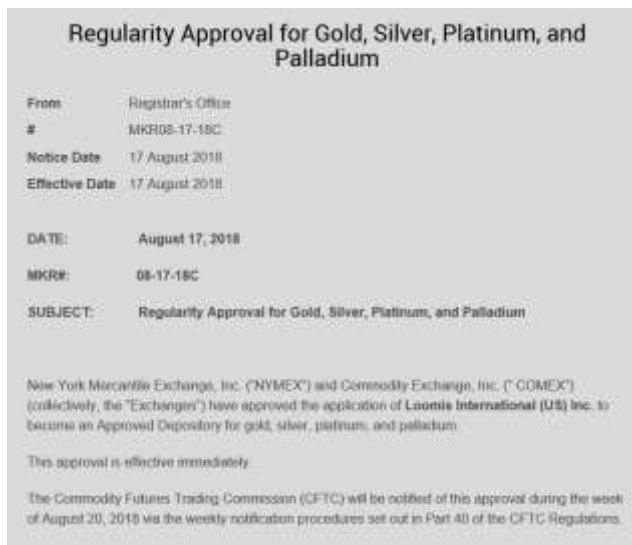 Regularity Approval for Gold, Silver, Platinum, and
Palladium
From Registrar's Office
# MKR08-17-18C
Notice Date 17 August 2018
Effective Date 17 August 2018
DATE: August 17, 2018
MKR#: 08-17-18C
SUBJECT: Regularity Approval for Gold, Silver, Platinum, and Palladium
New York Mercantile Exchange, Inc. ("NYMEX") and Commodity Exchange, Inc. (" COMEX")
(collectively, the "Exchanges") have approved the application of Loomis International (US) Inc. to
become an Approved Depository for gold, silver, platinum, and palladium.
This approval is effective immediately.
The Commodity Futures Trading Commission (CFTC) will be notified of this approval during the week
of August 20, 2018 via the weekly notification procedures set out in Part 40 of the CFTC Regulations.